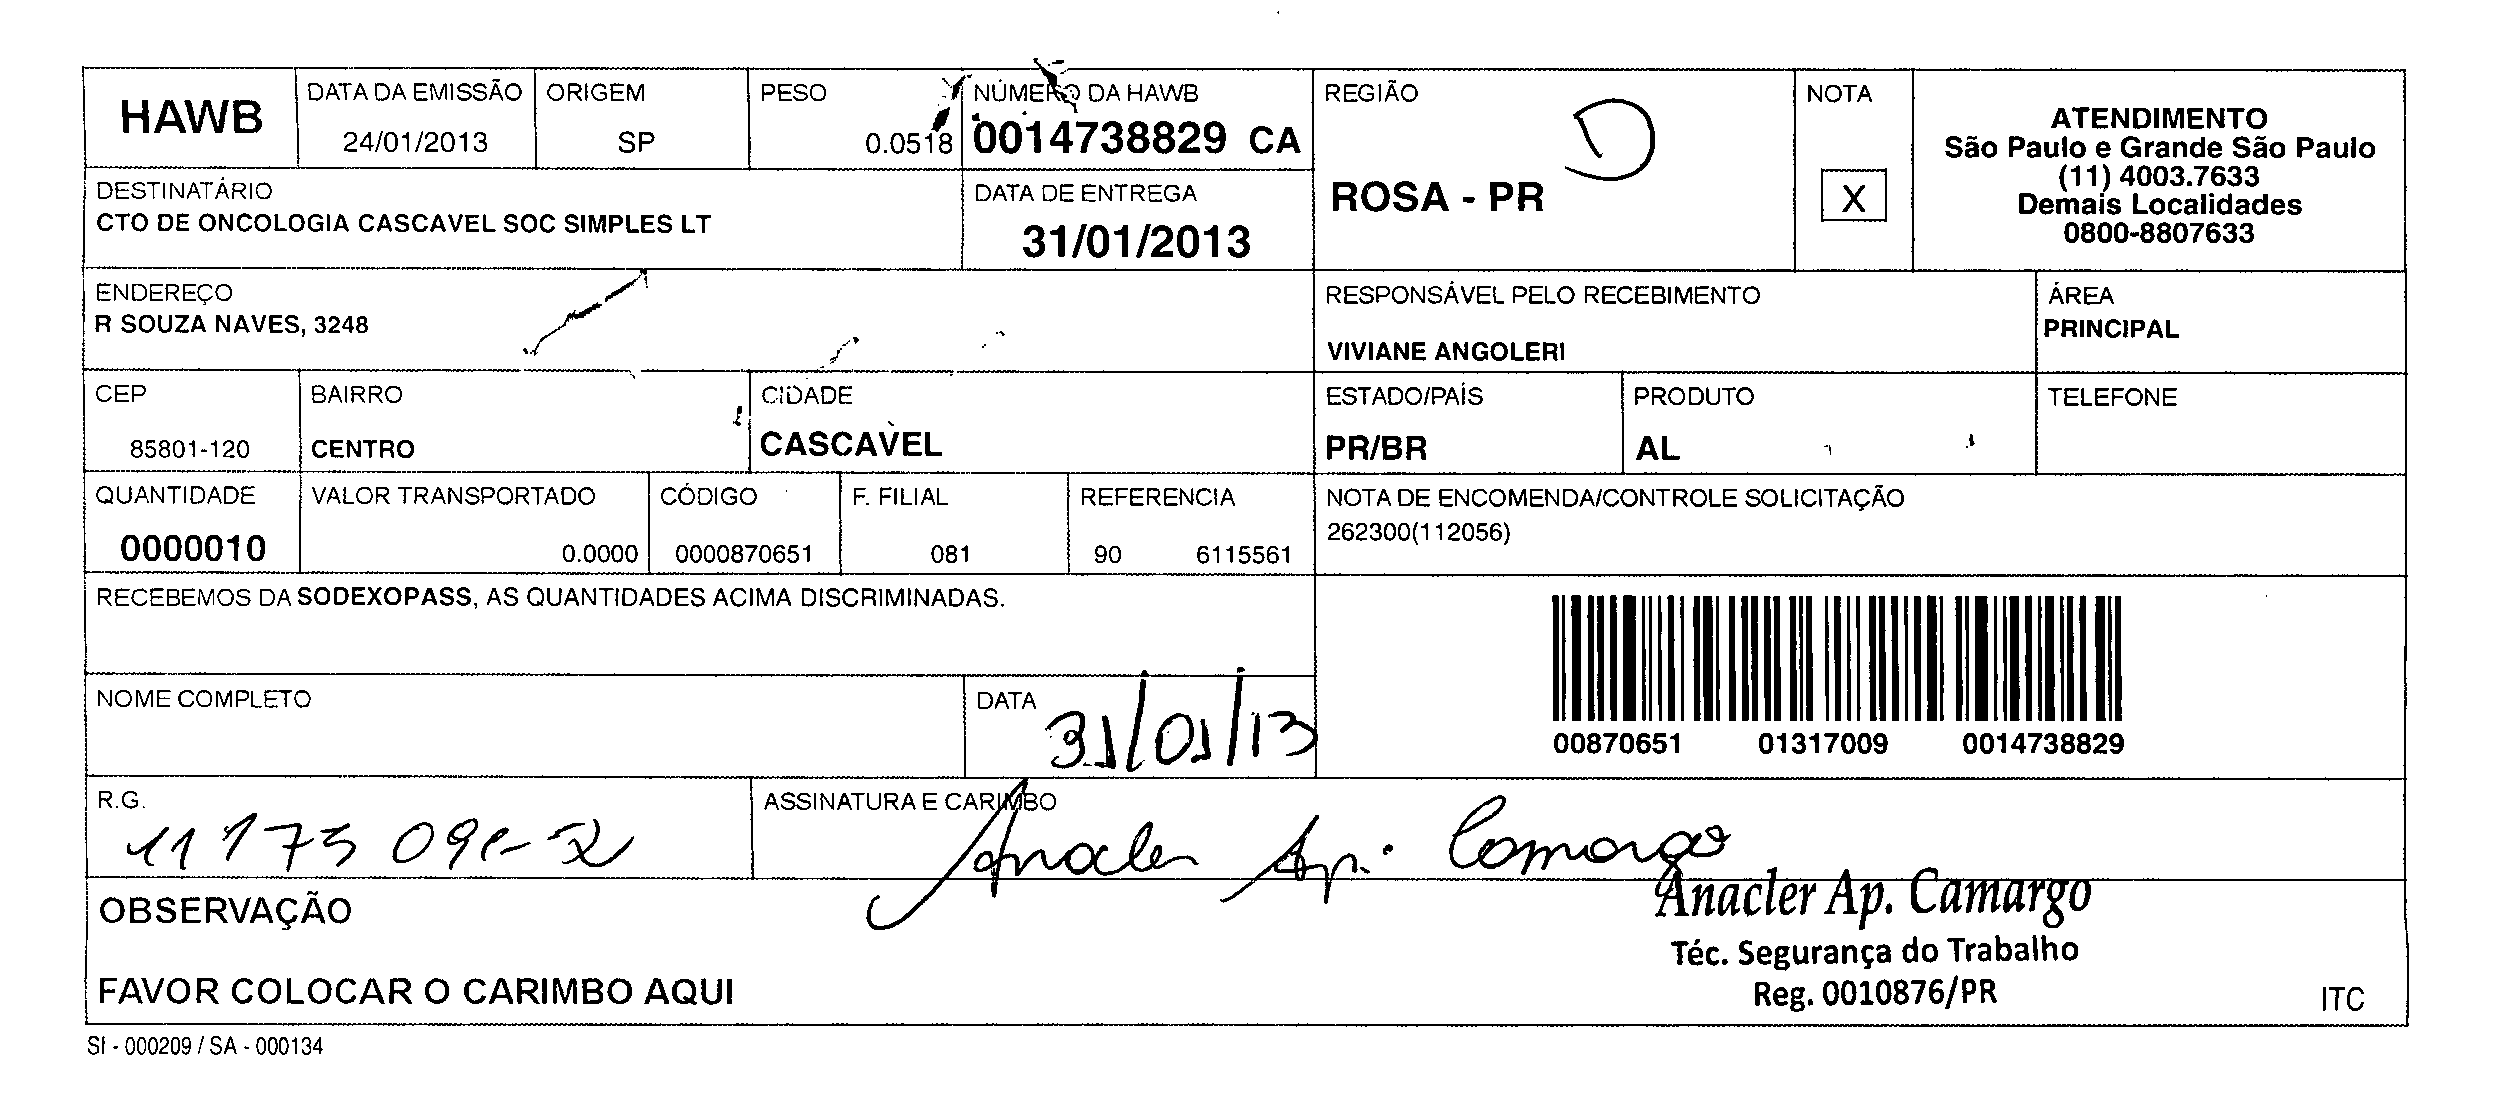 HAWB
DATA DA EMISSÃO
24/01/2013
ORIGEM
SP
PESO
0.0518
NÚMERO DA HAWB
0014738829 CA
REGIÃO
ROSA - PR
NOTA
X
ATENDIMENTO
São Paulo e Grande São Paulo
(11) 4003.7633
Demais Localidades
0800-8807633
DESTINATÁRIO
CTO DE ONCOLOGIA CASCAVEL SOC SIMPLES LT
DATA DE ENTREGA
31/01/2013
ENDEREÇO
R SOUZA NAVES, 3248
RESPONSÁVEL PELO RECEBIMENTO
VIVIANE ANGOLERI
ÁREA
PRINCIPAL
CEP
85801-120
BAIRRO
CENTRO
CIDADE
CASCAVEL
ESTADO/PAÍS
PR/BR
PRODUTO
AL
TELEFONE
QUANTIDADE
0000010
VALOR TRANSPORTADO
0.0000
CÓDIGO
0000870651
F. FILIAL
081
REFERENCIA
90 6115561
NOTA DE ENCOMENDA/CONTROLE SOLICITAÇÃO
262300(112056)
RECEBEMOS DA SODEXOPASS, AS QUANTIDADES ACIMA DISCRIMINADAS.
00870651 01317009 0014738829
NOME COMPLETO
DATA
31/01/13
R.G.
11 175
ASSINATURA E CARIMBO
Anacler Ap. Camargo
Anacler Ap. Camargo
Téc. Segurança do Trabalho
Reg. 0010876/PR
OBSERVAÇÃO
FAVOR COLOCAR O CARIMBO AQUI
ITC
SI - 000209 / SA - 000134